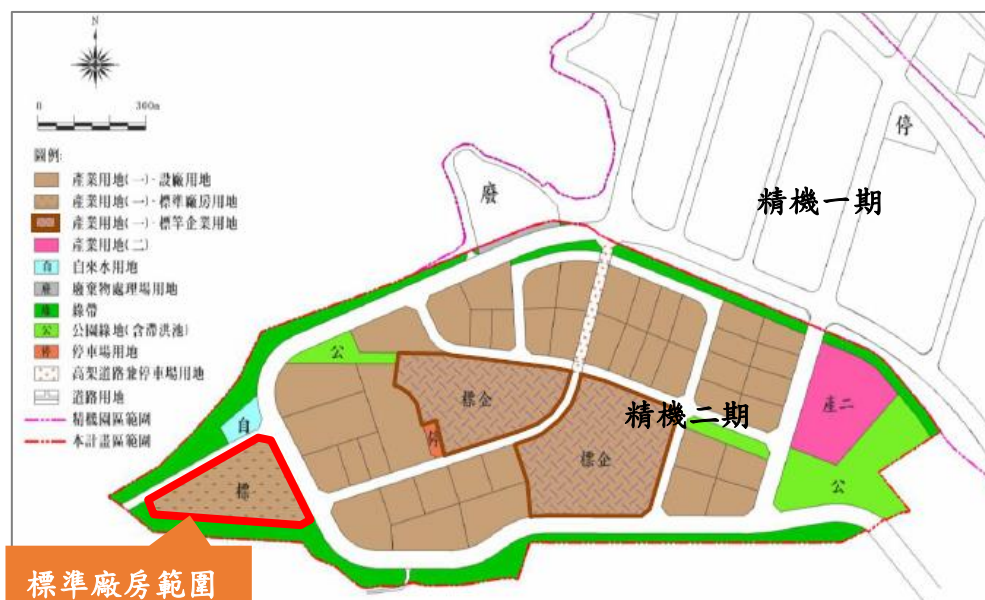 N
0 300m
圖例:
產業用地(一)-設廠用地
產業用地(一)-標準廠房用地
產業用地(一)-標竿企業用地
產業用地(二)
自 自來水用地
廢 廢棄物處理場用地
綠 綠帶
公 公園綠地(含滯洪池)
停 停車場用地
高架道路兼停車場用地
道路用地
精機園區範圍
本計畫區範圍
停
精機一期
廢
公
標企
精機二期
產二
停
標企
自
標
公
標準廠房範圍